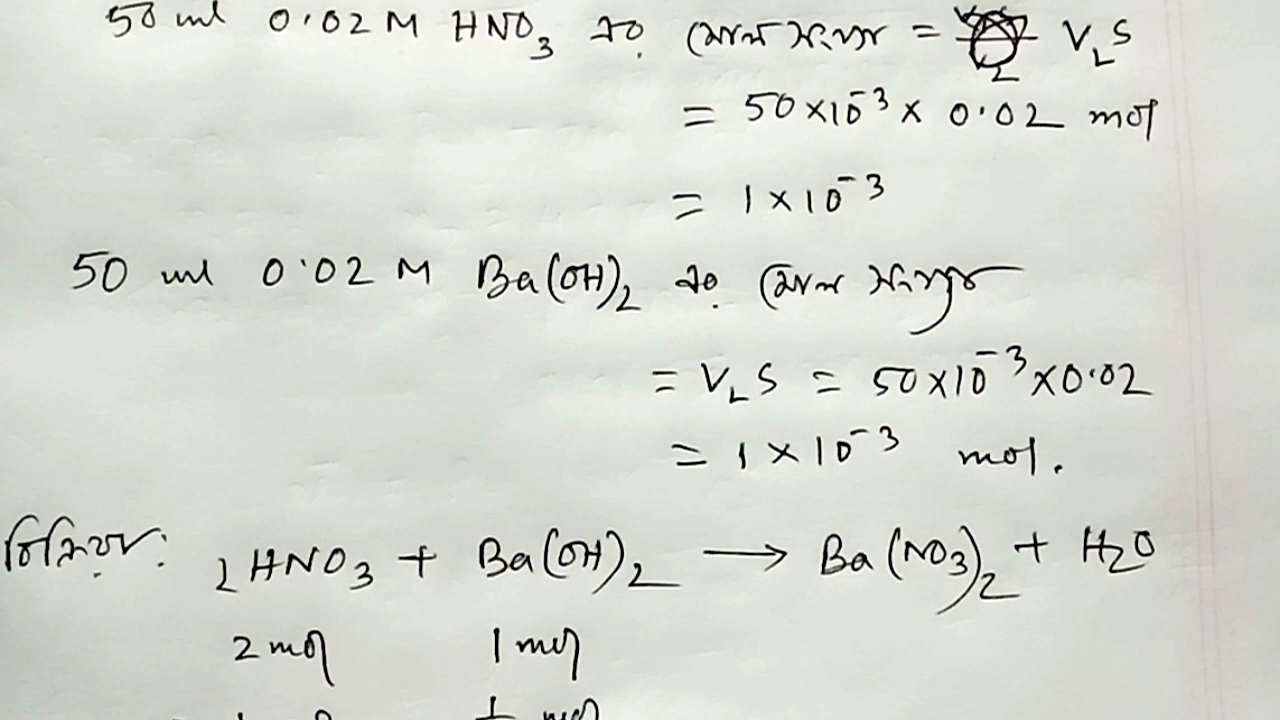 50 ml 0.02 M HNO₃ এর মোল সংখ্যা = V_L S
= 50×10⁻³ × 0.02 mol
= 1 × 10⁻³
50 ml 0.02 M Ba(OH)₂ এর মোল সংখ্যা
= V_L S = 50×10⁻³×0.02
= 1×10⁻³ mol.
বিক্রিয়া: 2HNO₃ + Ba(OH)₂ ⟶ Ba(NO₃)₂ + H₂O
2 mol 1 mol